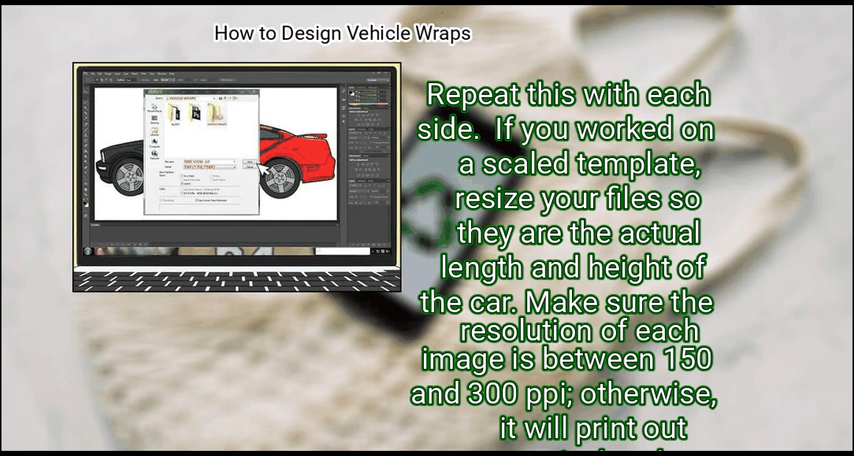 How to Design Vehicle Wraps
Repeat this with each
side. If you worked on
a scaled template,
resize your files so
they are the actual
length and height of
the car. Make sure the
resolution of each
image is between 150
and 300 ppi; otherwise,
it will print out